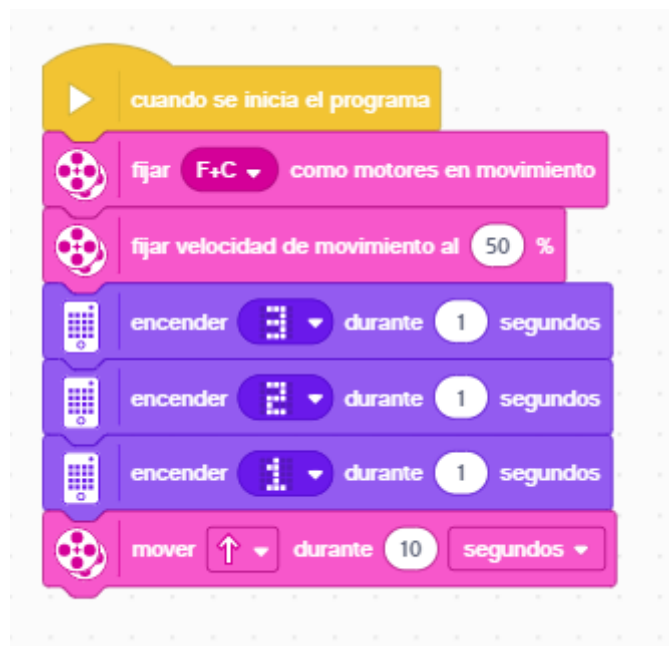 cuando se inicia el programa
fijar F+C como motores en movimiento
fijar velocidad de movimiento al 50 %
encender 3 durante 1 segundos
encender 2 durante 1 segundos
encender 1 durante 1 segundos
mover ↑ durante 10 segundos